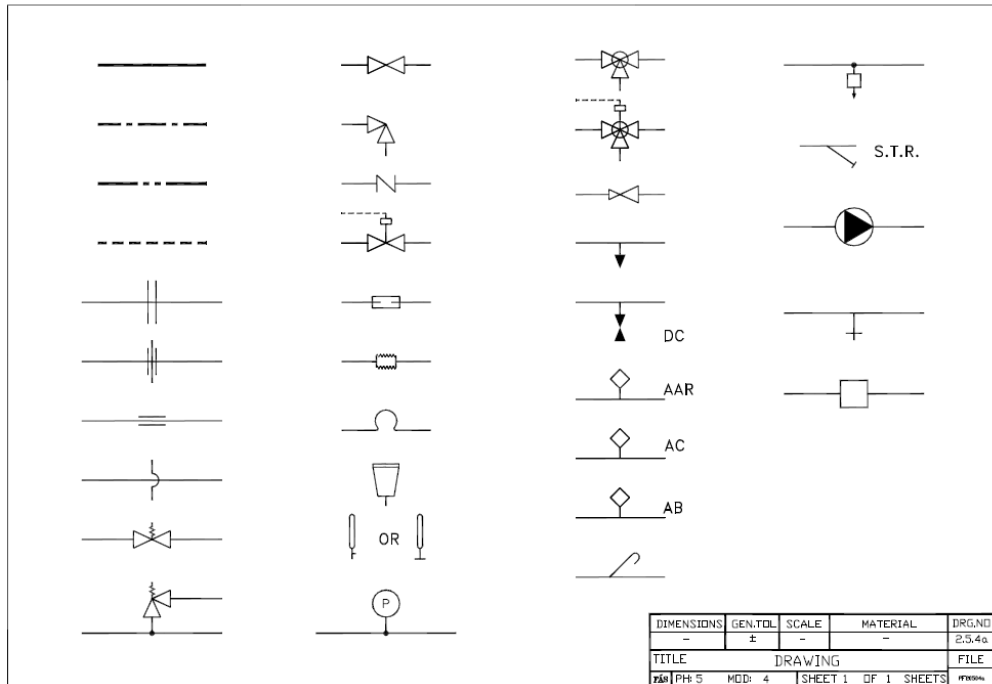 S.T.R.
DC
AAR
AC
AB
OR
P
DIMENSIONS GEN.TOL SCALE MATERIAL DRG.NO
- ± - - 2.5.4a
TITLE DRAWING FILE
FÁS PH: 5 MOD: 4 SHEET 1 OF 1 SHEETS